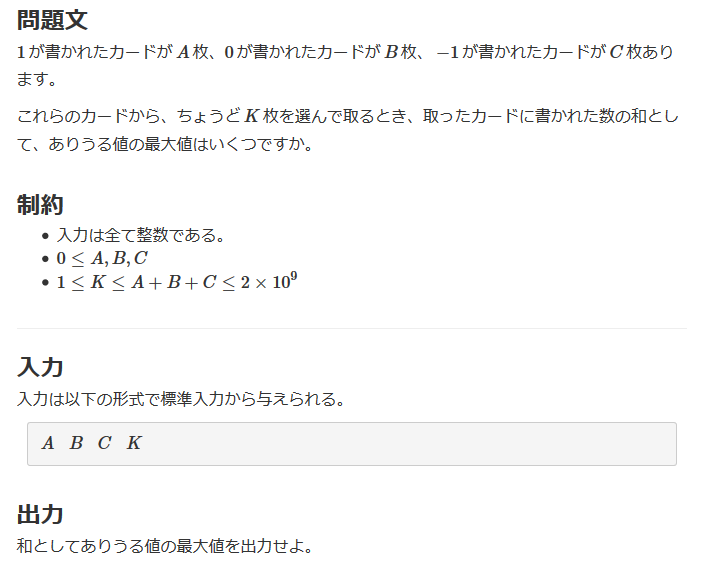 問題文
1 が書かれたカードが A 枚、0 が書かれたカードが B 枚、 −1 が書かれたカードが C 枚あり
ます。
これらのカードから、ちょうど K 枚を選んで取るとき、取ったカードに書かれた数の和とし
て、ありうる値の最大値はいくつですか。
制約
• 入力は全て整数である。
• 0 ≤ A, B, C
• 1 ≤ K ≤ A + B + C ≤ 2 × 10⁹
入力
入力は以下の形式で標準入力から与えられる。
A B C K
出力
和としてありうる値の最大値を出力せよ。